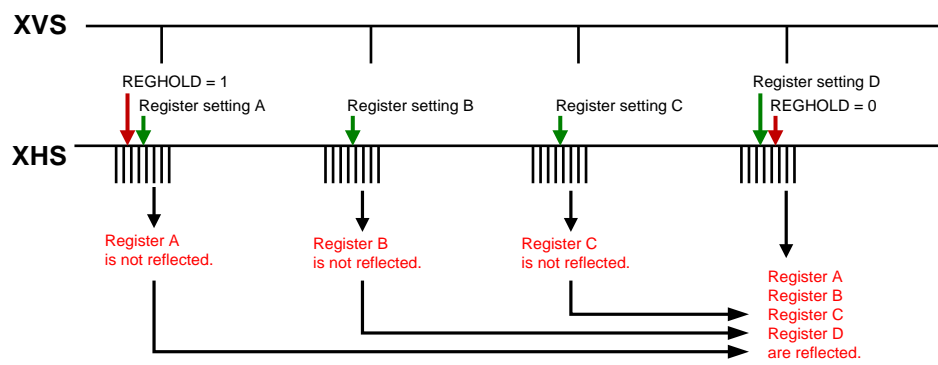 XVS
REGHOLD = 1
Register setting A
Register setting B
Register setting C
Register setting D
REGHOLD = 0
XHS
Register A
is not reflected.
Register B
is not reflected.
Register C
is not reflected.
Register A
Register B
Register C
Register D
are reflected.